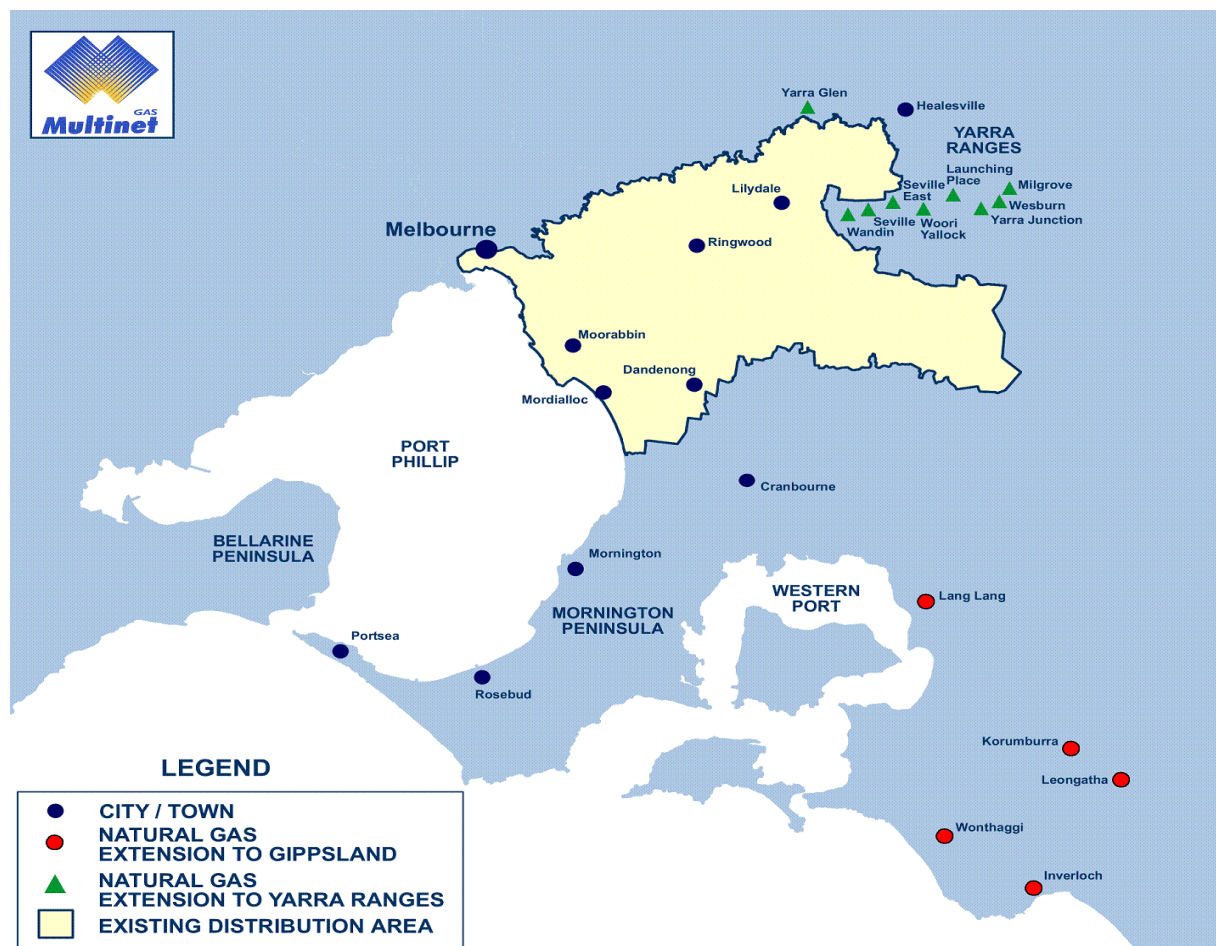 GAS
Multinet
Yarra Glen
Healesville
YARRA
RANGES
Launching
Place
Milgrove
Seville
East
Lilydale
Wesburn
Seville
Woori
Yallock
Yarra Junction
Wandin
Melbourne
Ringwood
Moorabbin
Dandenong
Mordialloc
PORT
PHILLIP
Cranbourne
BELLARINE
PENINSULA
Mornington
WESTERN
PORT
Lang Lang
MORNINGTON
PENINSULA
Portsea
Rosebud
Korumburra
Leongatha
Wonthaggi
Inverloch
LEGEND
CITY / TOWN
NATURAL GAS
EXTENSION TO GIPPSLAND
NATURAL GAS
EXTENSION TO YARRA RANGES
EXISTING DISTRIBUTION AREA